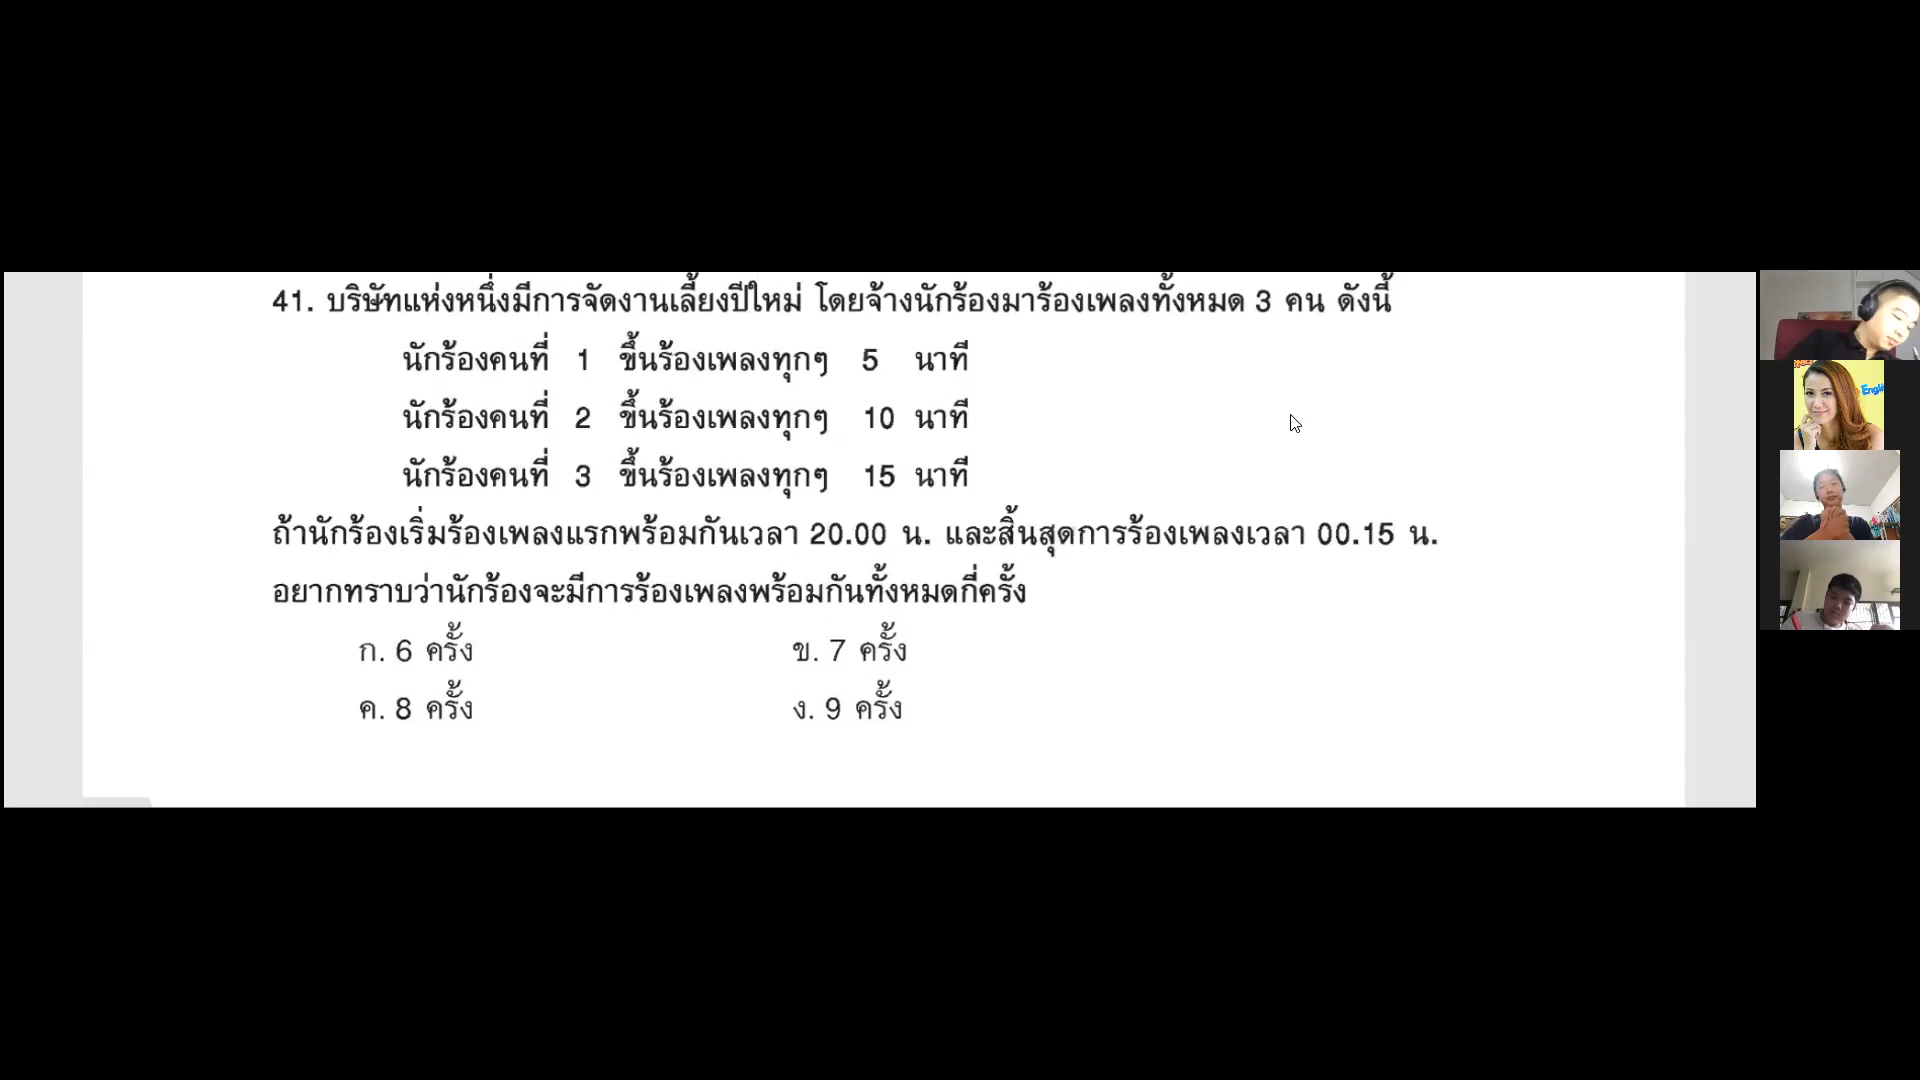 41. บริษัทแห่งหนึ่งมีการจัดงานเลี้ยงปีใหม่ โดยจ้างนักร้องมาร้องเพลงทั้งหมด 3 คน ดังนี้
นักร้องคนที่ 1 ขึ้นร้องเพลงทุกๆ 5 นาที
นักร้องคนที่ 2 ขึ้นร้องเพลงทุกๆ 10 นาที
นักร้องคนที่ 3 ขึ้นร้องเพลงทุกๆ 15 นาที
ถ้านักร้องเริ่มร้องเพลงแรกพร้อมกันเวลา 20.00 น. และสิ้นสุดการร้องเพลงเวลา 00.15 น.
อยากทราบว่านักร้องจะมีการร้องเพลงพร้อมกันทั้งหมดกี่ครั้ง
ก. 6 ครั้ง ข. 7 ครั้ง
ค. 8 ครั้ง ง. 9 ครั้ง